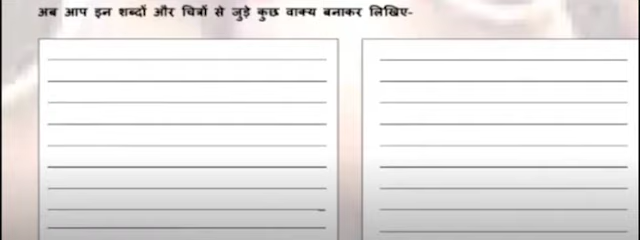 अब आप इन शब्दों और चित्रों से जुड़े कुछ वाक्य बनाकर लिखिए-